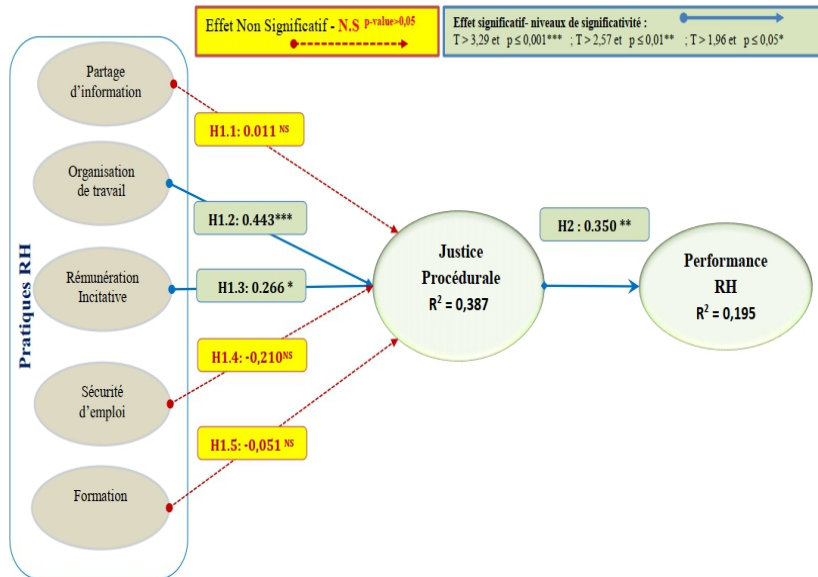 Effet Non Significatif - N.S p-value>0,05
Effet significatif- niveaux de significativité :
T > 3,29 et p ≤ 0,001*** ; T > 2,57 et p ≤ 0,01** ; T > 1,96 et p ≤ 0,05*
Pratiques RH
Partage
d’information
Organisation
de travail
Rémunération
Incitative
Sécurité
d’emploi
Formation
H1.1: 0.011 NS
H1.2: 0.443***
H1.3: 0.266 *
H1.4: -0,210NS
H1.5: -0,051 NS
Justice
Procédurale
R² = 0,387
H2 : 0.350 **
Performance
RH
R² = 0,195